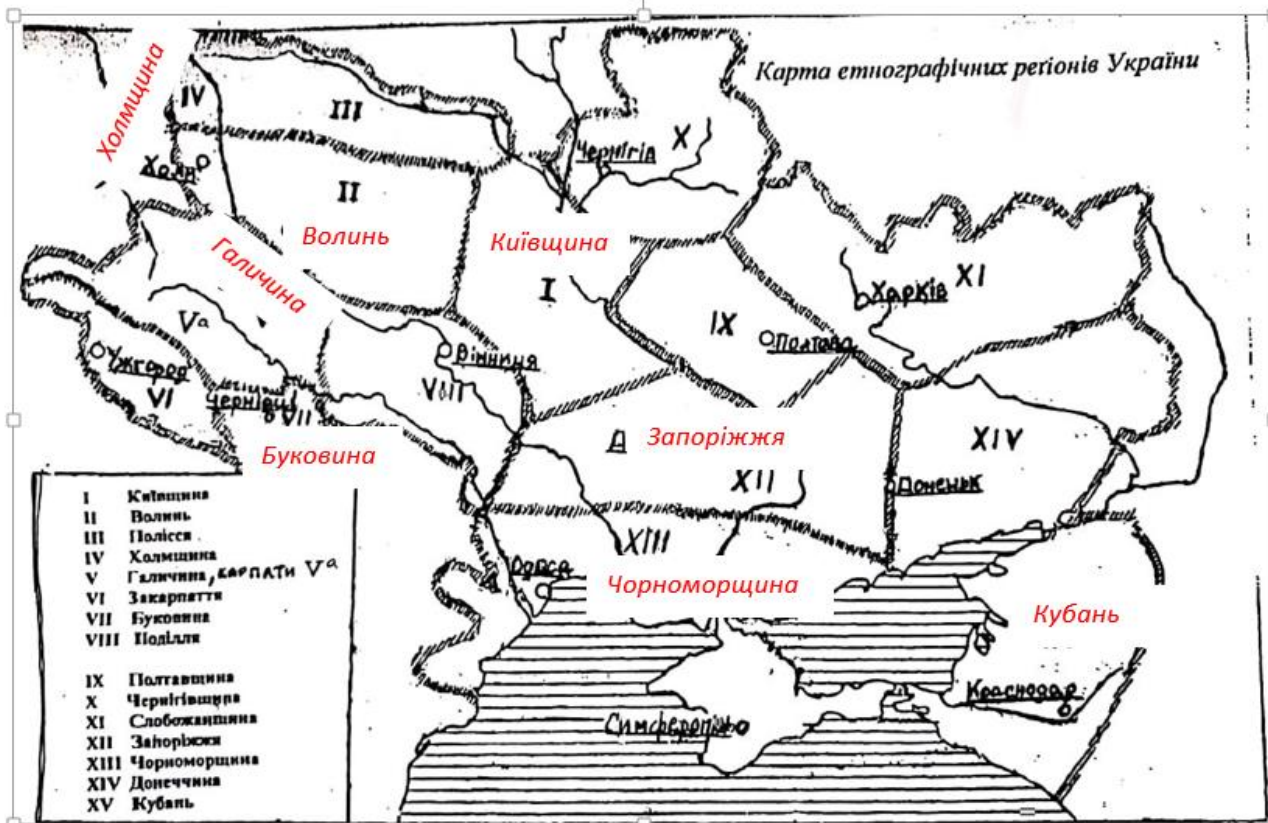 Карта етнографічних регіонів України
Холмщина
IV
III
X
Чернігів
Холм
II
Волинь
Київщина
Галичина
I
Харків
XI
IX
Полтава
Vª
Вінниця
Ужгород
VI
VIII
Чернівці
VII
Буковина
Д
Запоріжжя
XII
XIV
Донецьк
XIII
Одеса
Чорноморщина
Кубань
Краснодар
Симферопіль
I Київщина
II Волинь
III Полісся
IV Холмщина
V Галичина, КАРПАТИ Vª
VI Закарпаття
VII Буковина
VIII Поділля
IX Полтавщина
X Чернігівщина
XI Слобожанщина
XII Запоріжжя
XIII Чорноморщина
XIV Донеччина
XV Кубань